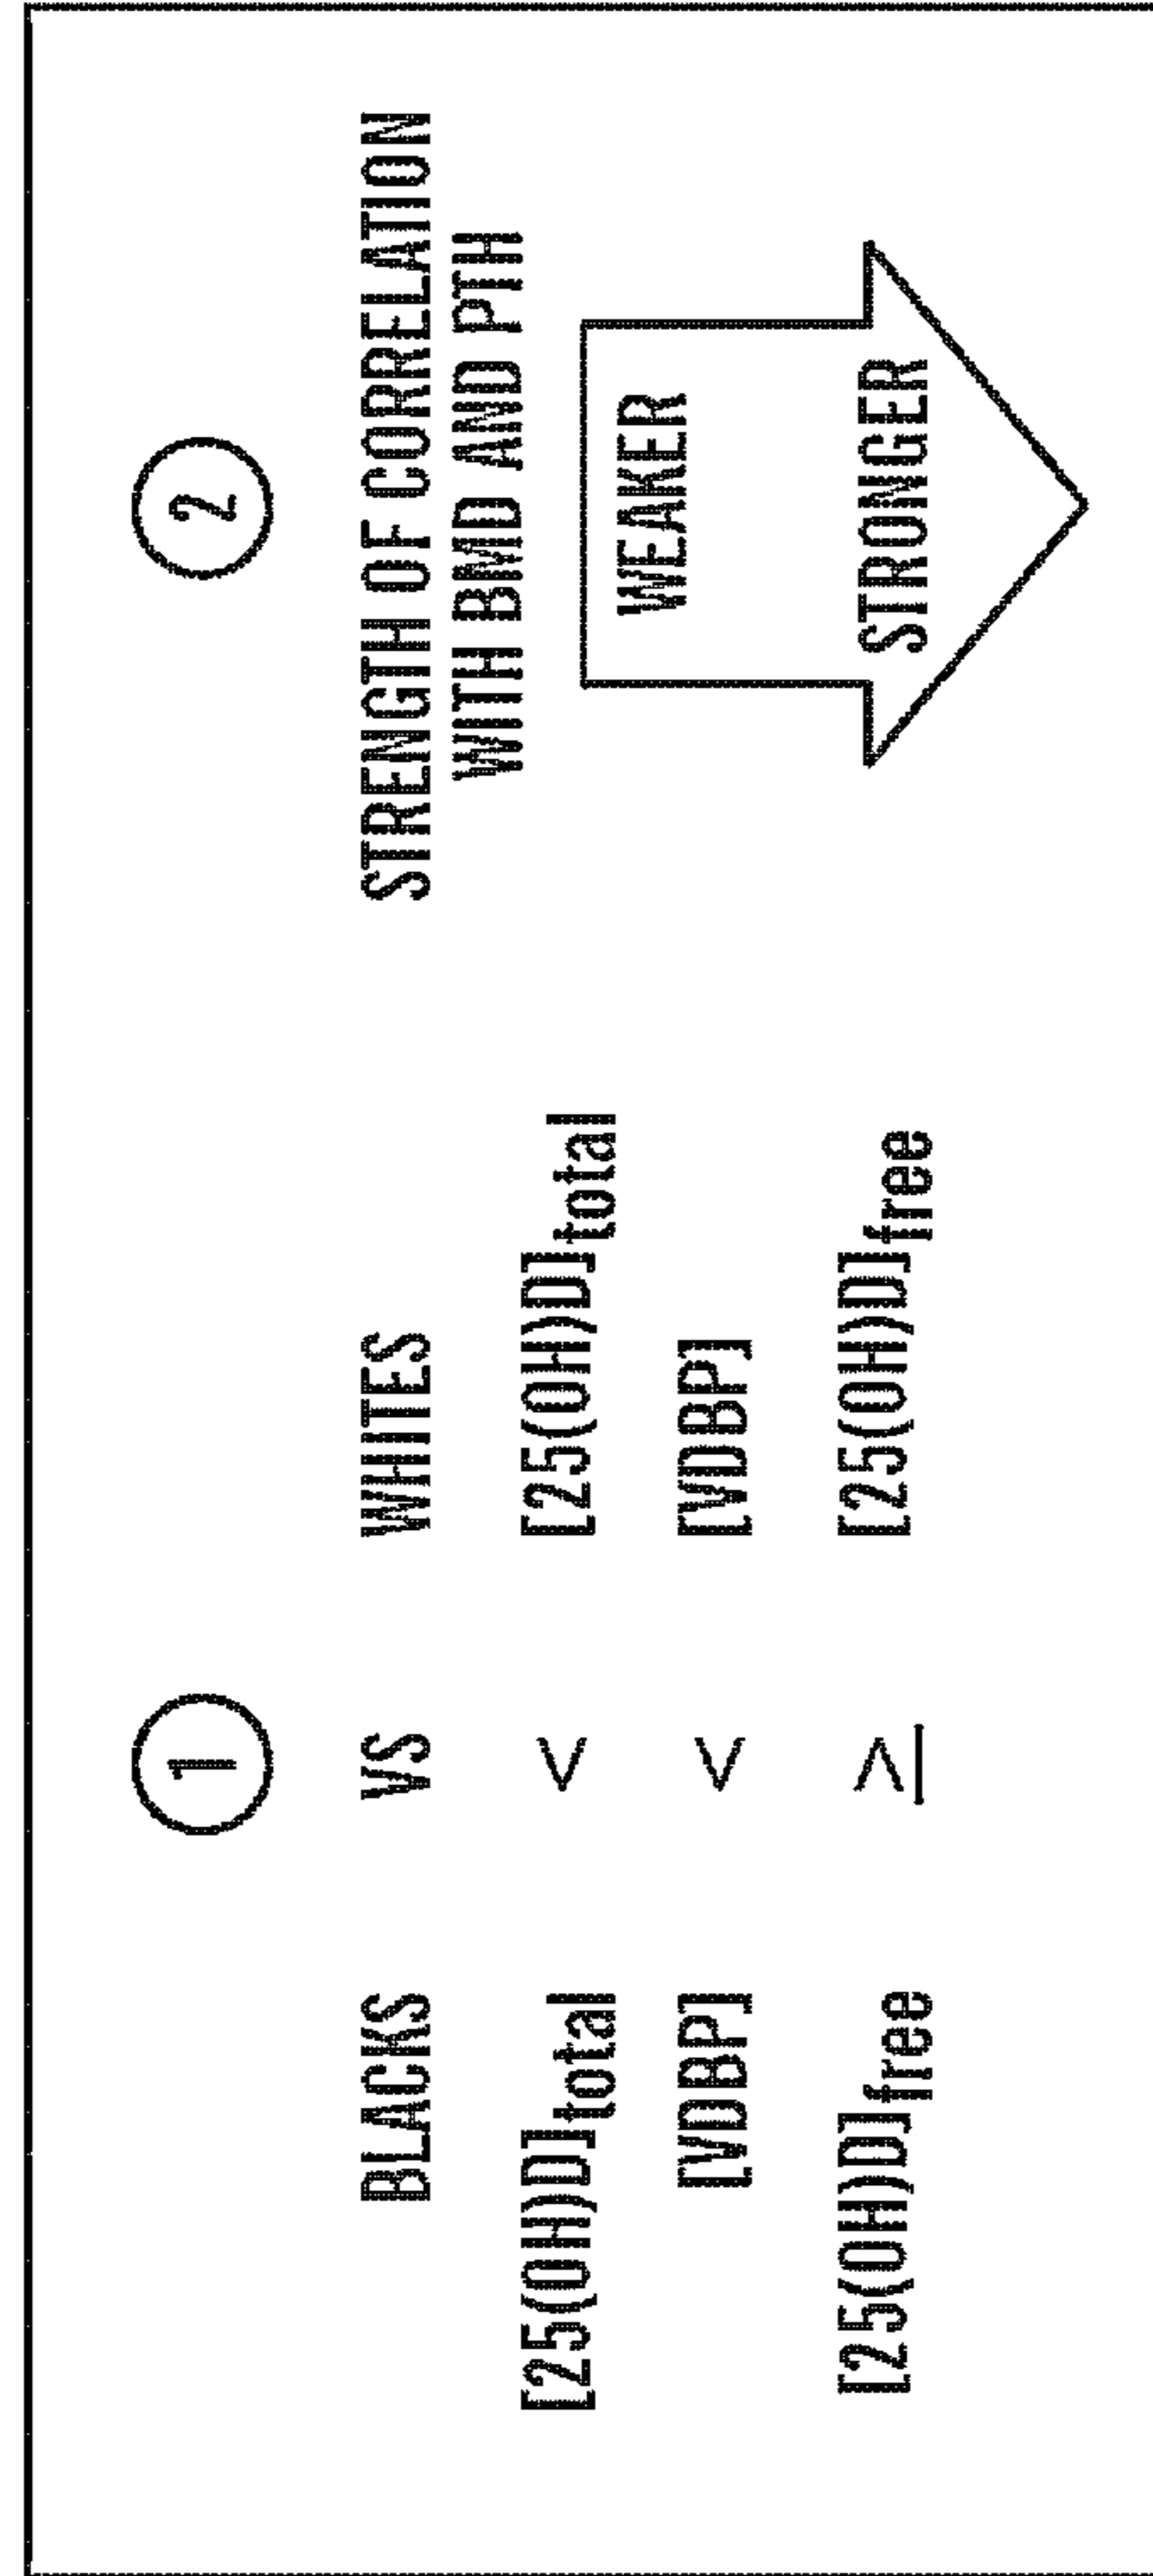 1 2
BLACKS VS WHITES STRENGTH OF CORRELATION
WITH BMD AND PTH
[25(OH)D]total < [25(OH)D]total
WEAKER
[VDBP] < [VDBP]
[25(OH)D]free ≥ [25(OH)D]free
STRONGER